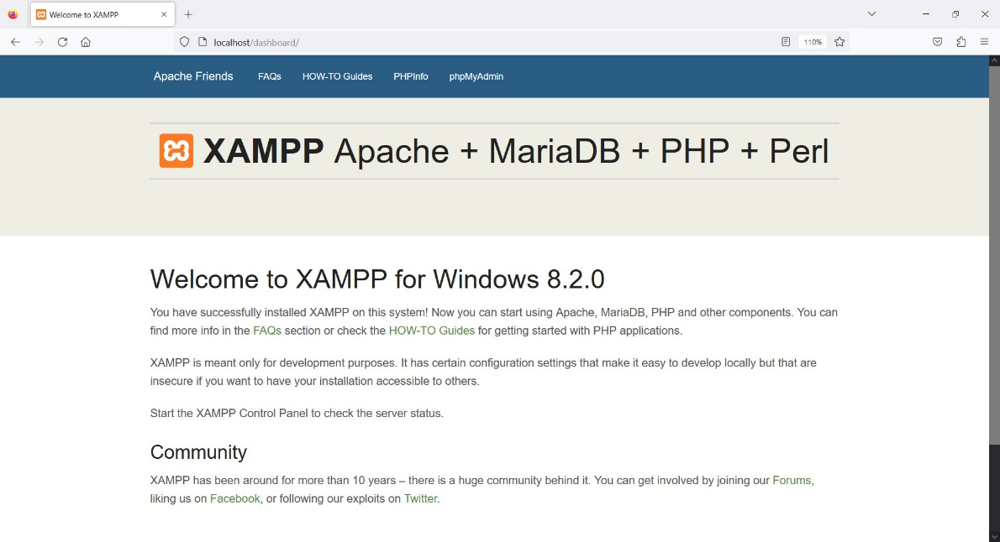 Welcome to XAMPP
localhost/dashboard/
110%
Apache Friends FAQs HOW-TO Guides PHPInfo phpMyAdmin
XAMPP Apache + MariaDB + PHP + Perl
Welcome to XAMPP for Windows 8.2.0
You have successfully installed XAMPP on this system! Now you can start using Apache, MariaDB, PHP and other components. You can
find more info in the FAQs section or check the HOW-TO Guides for getting started with PHP applications.
XAMPP is meant only for development purposes. It has certain configuration settings that make it easy to develop locally but that are
insecure if you want to have your installation accessible to others.
Start the XAMPP Control Panel to check the server status.
Community
XAMPP has been around for more than 10 years – there is a huge community behind it. You can get involved by joining our Forums,
liking us on Facebook, or following our exploits on Twitter.